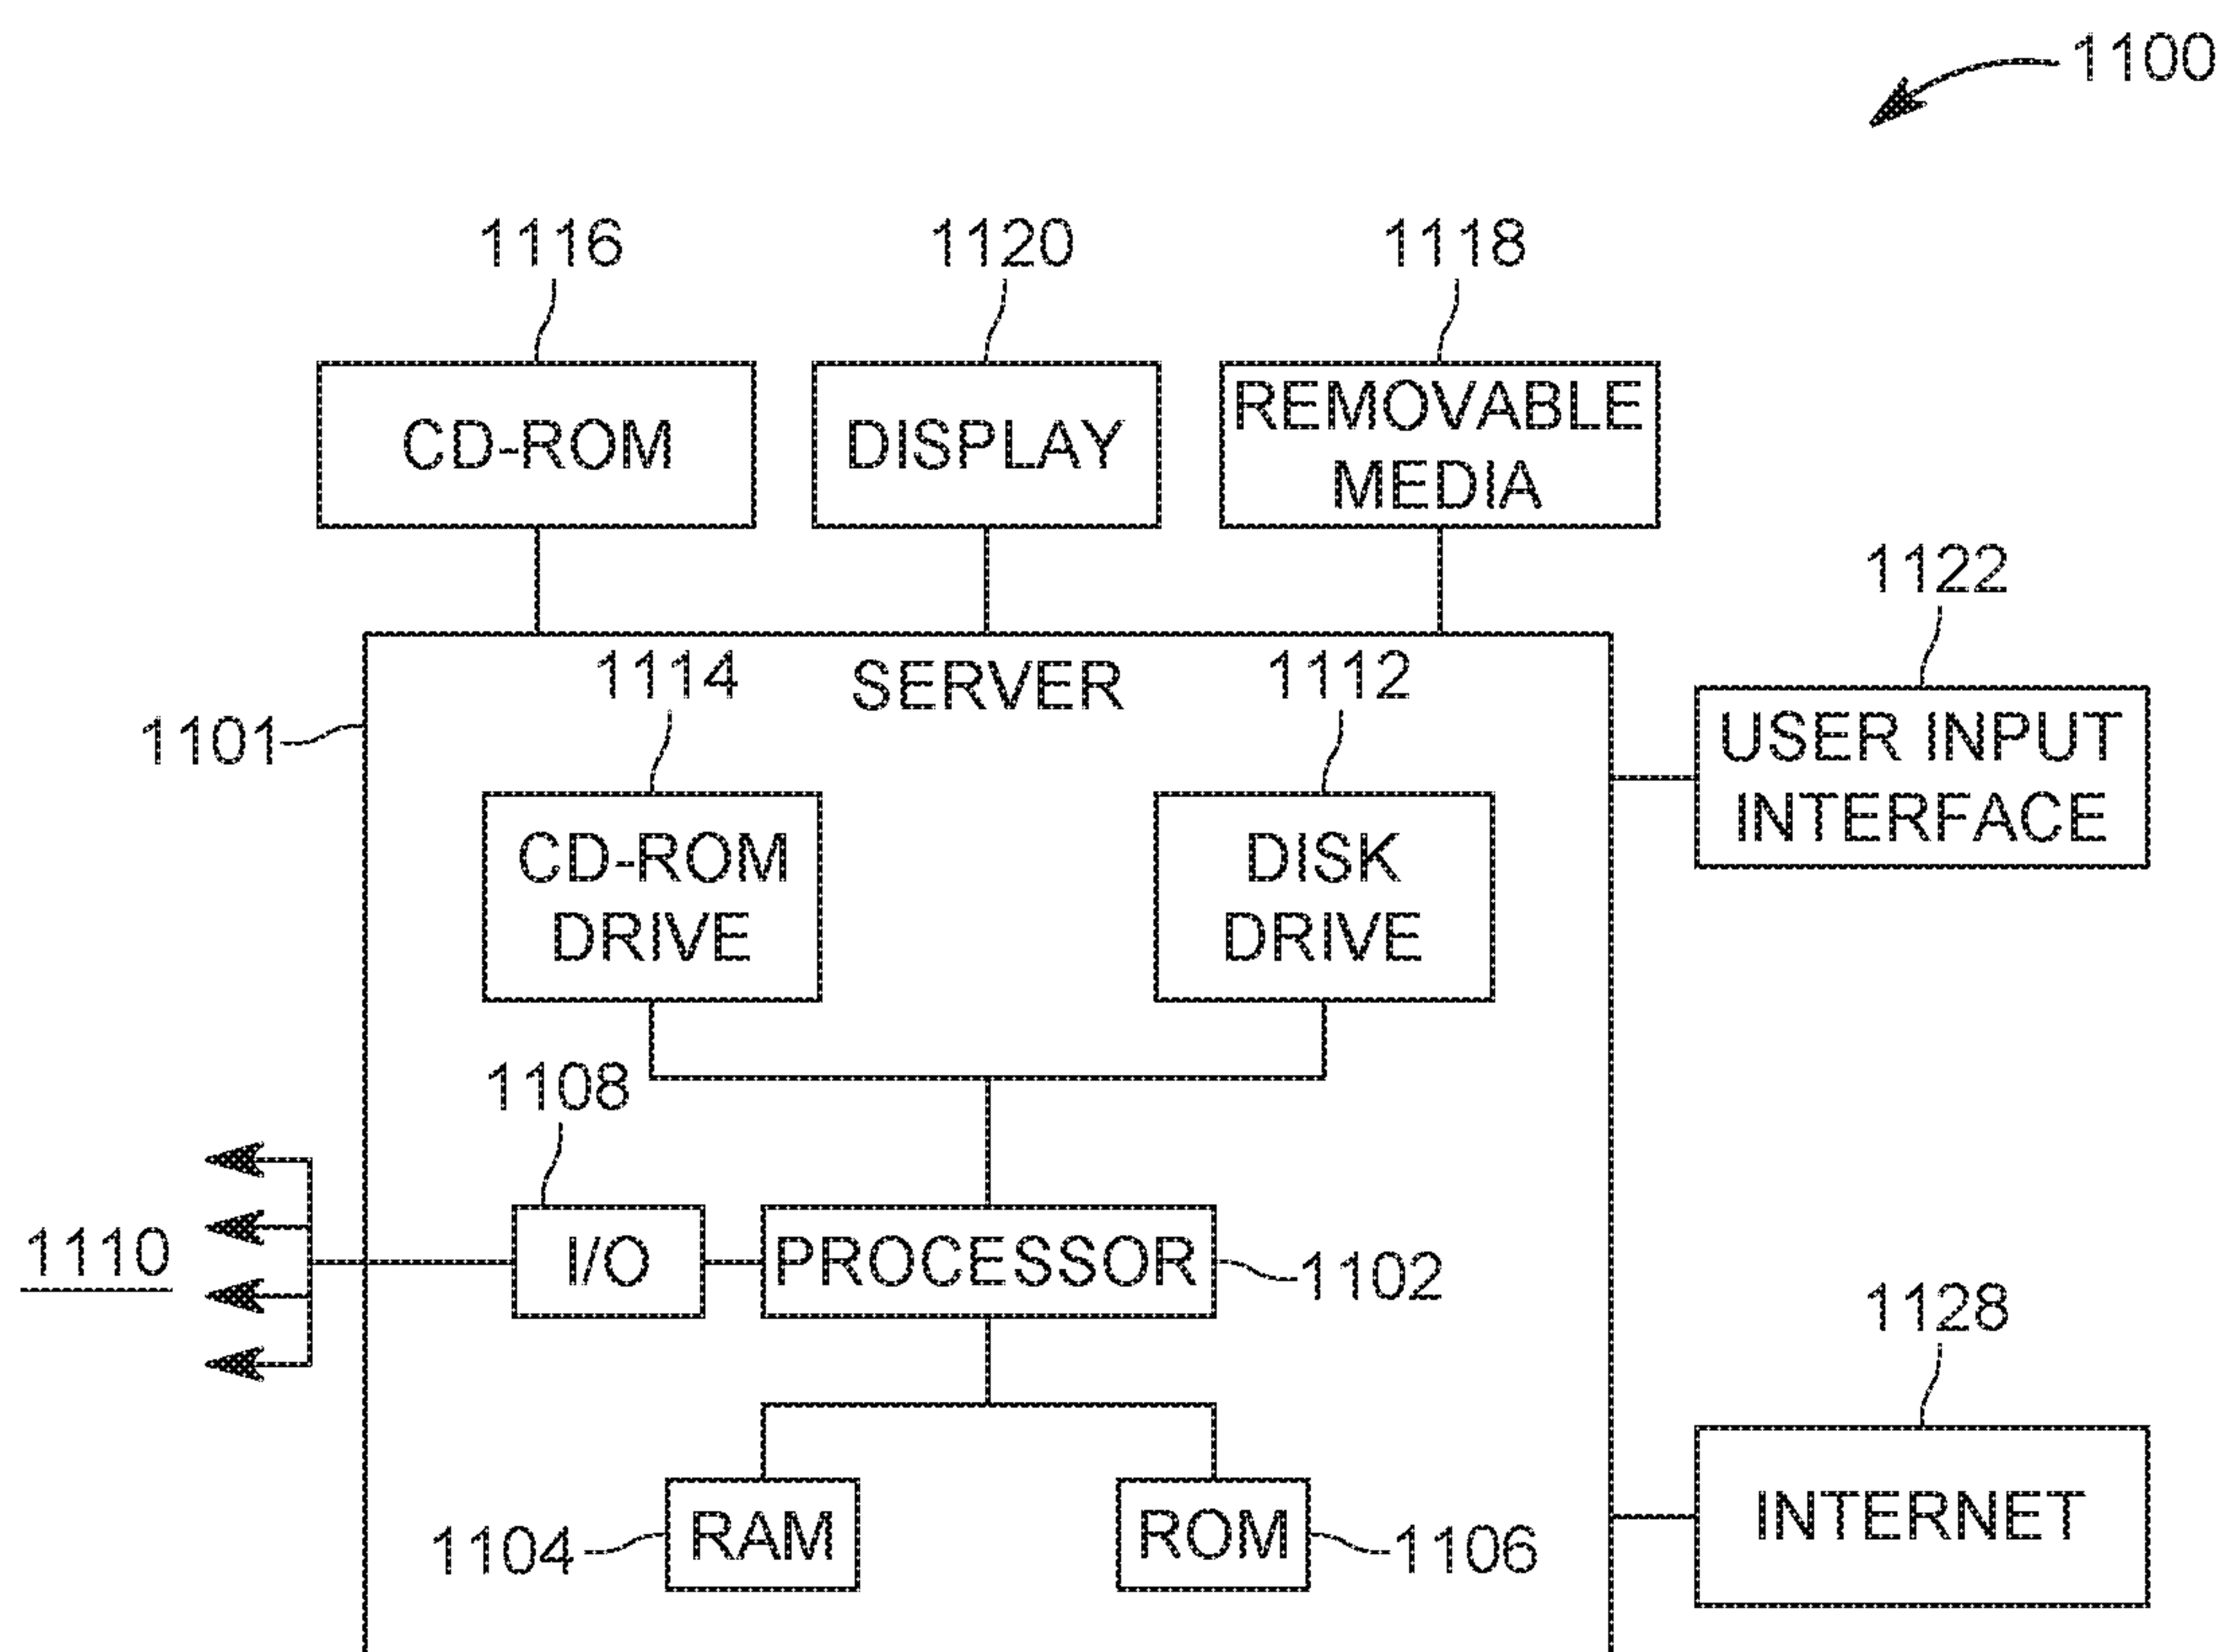 1100
1116
1120
1118
CD-ROM
DISPLAY
REMOVABLE
MEDIA
1122
USER INPUT
INTERFACE
SERVER
1101
1114
1112
CD-ROM
DRIVE
DISK
DRIVE
1108
1110
I/O
PROCESSOR
1102
1128
INTERNET
1104
RAM
ROM
1106